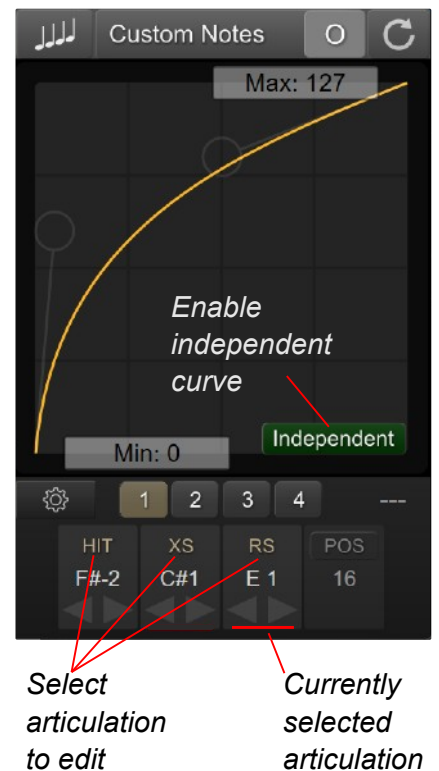 Custom Notes O
Max: 127
Enable
independent
curve
Independent
Min: 0
1 2 3 4 ---
HIT XS RS POS
F#-2 C#1 E 1 16
Select
articulation
to edit
Currently
selected
articulation